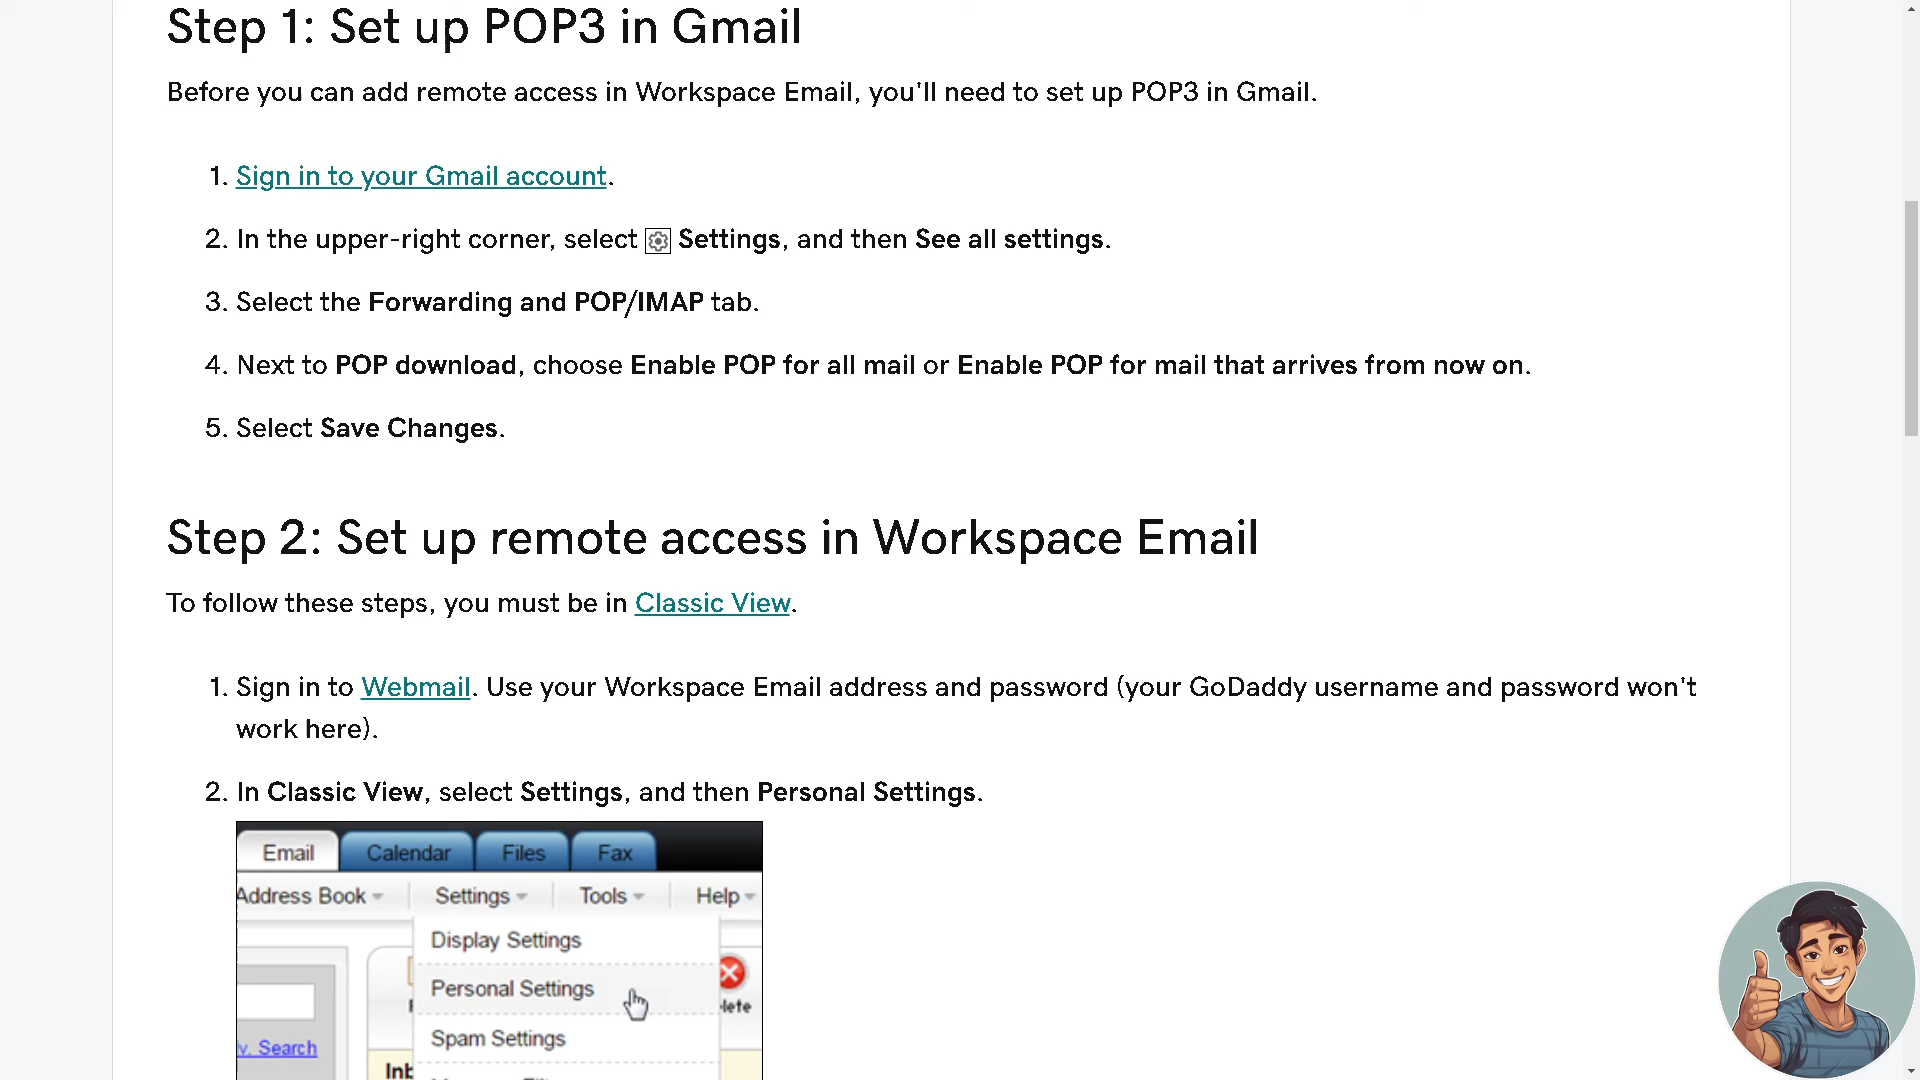 Step 1: Set up POP3 in Gmail
Before you can add remote access in Workspace Email, you'll need to set up POP3 in Gmail.
1. Sign in to your Gmail account.
2. In the upper-right corner, select Settings, and then See all settings.
3. Select the Forwarding and POP/IMAP tab.
4. Next to POP download, choose Enable POP for all mail or Enable POP for mail that arrives from now on.
5. Select Save Changes.
Step 2: Set up remote access in Workspace Email
To follow these steps, you must be in Classic View.
1. Sign in to Webmail. Use your Workspace Email address and password (your GoDaddy username and password won't
work here).
2. In Classic View, select Settings, and then Personal Settings.
Email Calendar Files Fax
Address Book Settings Tools Help
Display Settings
Personal Settings
lete
Spam Settings
v. Search
Inb